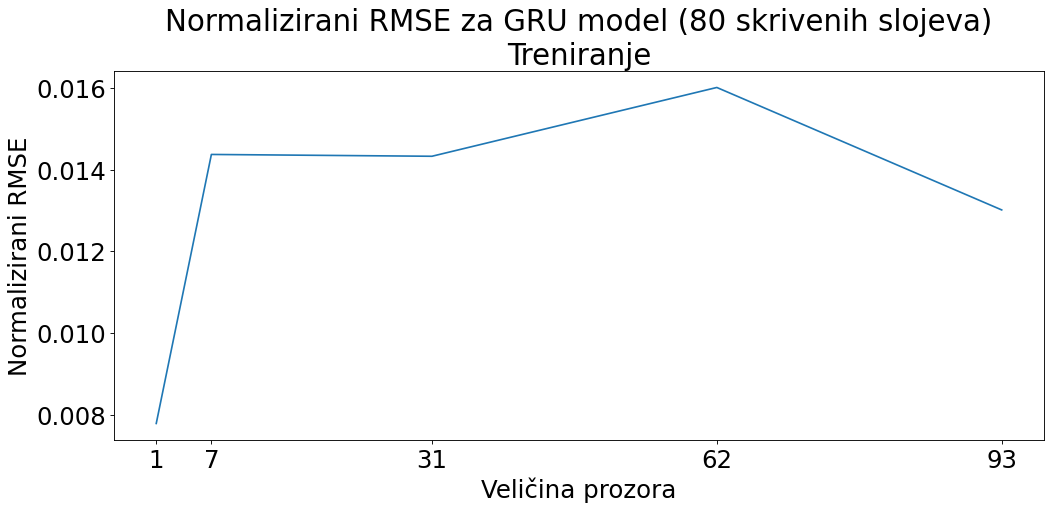 Normalizirani RMSE za GRU model (80 skrivenih slojeva)
Treniranje
Normalizirani RMSE
0.016
0.014
0.012
0.010
0.008
1 7 31 62 93
Veličina prozora